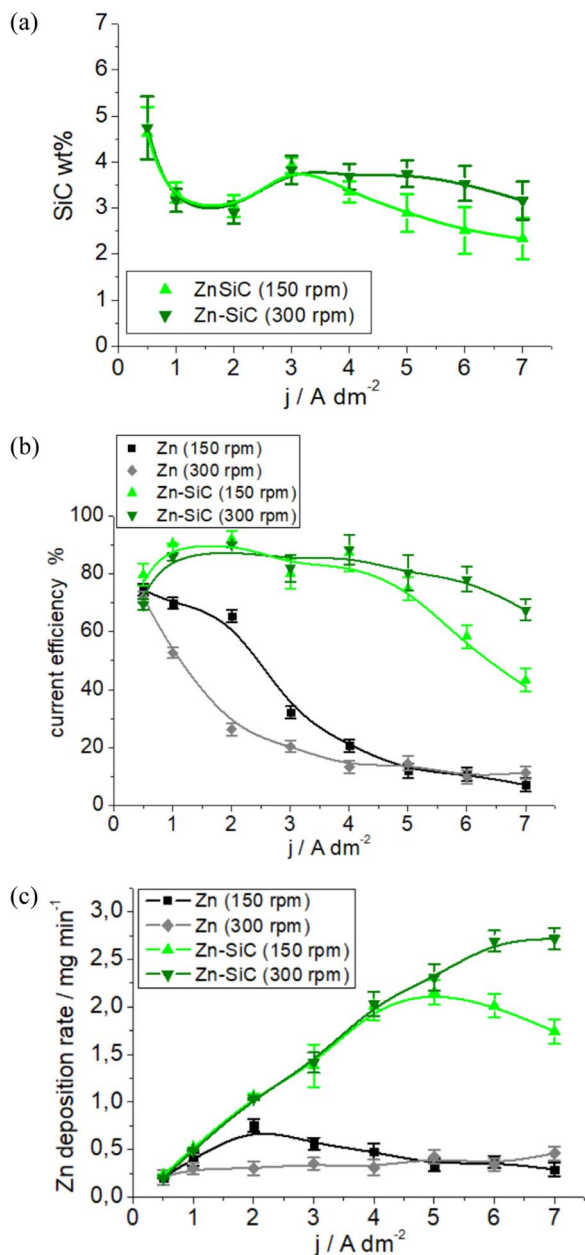 (a)
7
6
5
4
3
2
1
0
SiC wt%
ZnSiC (150 rpm)
Zn-SiC (300 rpm)
0 1 2 3 4 5 6 7
j / A dm⁻²
(b)
Zn (150 rpm)
Zn (300 rpm)
Zn-SiC (150 rpm)
Zn-SiC (300 rpm)
100
80
60
40
20
0
current efficiency %
0 1 2 3 4 5 6 7
j / A dm⁻²
(c)
Zn (150 rpm)
Zn (300 rpm)
Zn-SiC (150 rpm)
Zn-SiC (300 rpm)
3,0
2,5
2,0
1,5
1,0
0,5
0,0
Zn deposition rate / mg min⁻¹
0 1 2 3 4 5 6 7
j / A dm⁻²